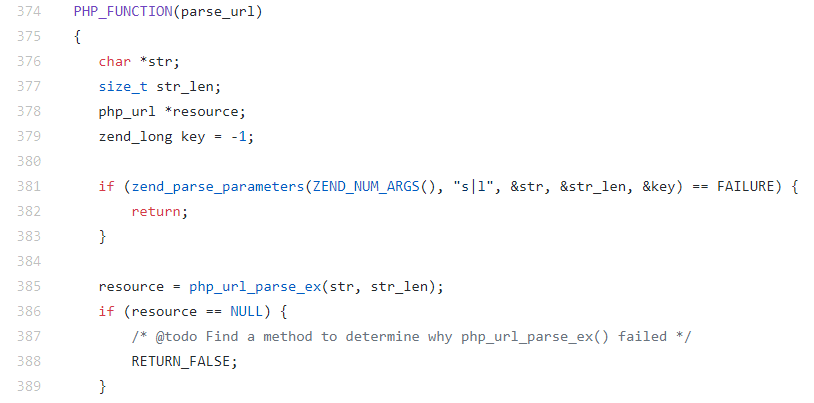 374 PHP_FUNCTION(parse_url)
375 {
376 char *str;
377 size_t str_len;
378 php_url *resource;
379 zend_long key = -1;
380
381 if (zend_parse_parameters(ZEND_NUM_ARGS(), "s|l", &str, &str_len, &key) == FAILURE) {
382 return;
383 }
384
385 resource = php_url_parse_ex(str, str_len);
386 if (resource == NULL) {
387 /* @todo Find a method to determine why php_url_parse_ex() failed */
388 RETURN_FALSE;
389 }